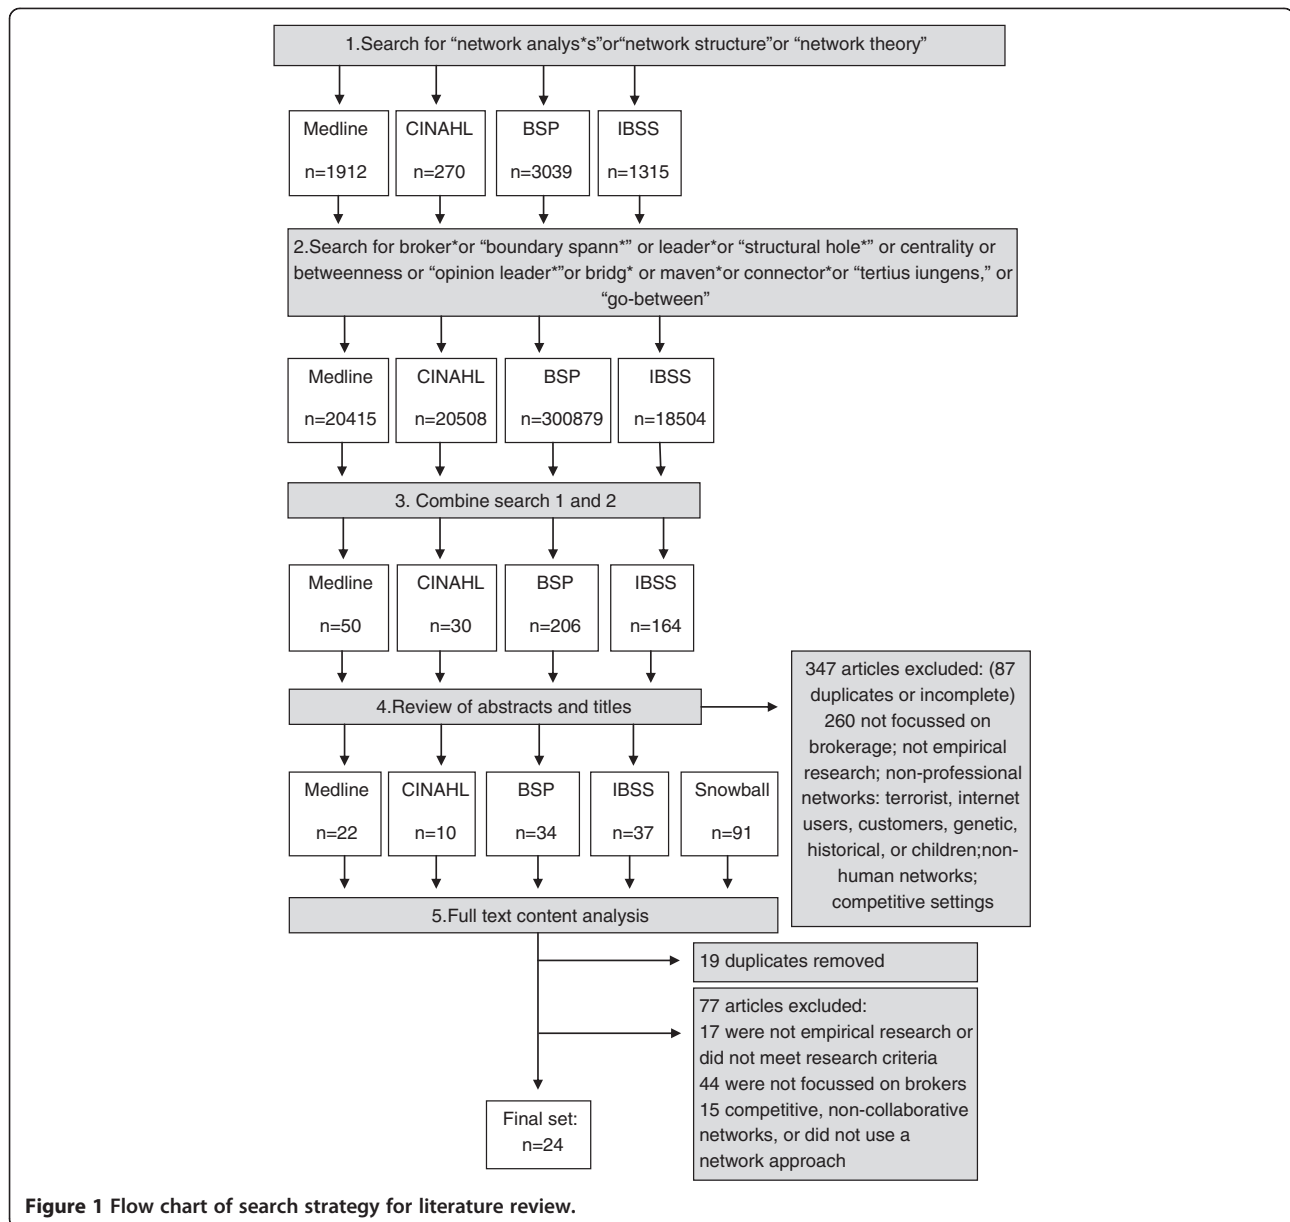 1.Search for “network analys*s”or“network structure”or “network theory”
Medline
n=1912
CINAHL
n=270
BSP
n=3039
IBSS
n=1315
2.Search for broker*or “boundary spann*” or leader*or “structural hole*” or centrality or
betweenness or “opinion leader*”or bridg* or maven*or connector*or “tertius iungens,” or
“go-between”
Medline
n=20415
CINAHL
n=20508
BSP
n=300879
IBSS
n=18504
3. Combine search 1 and 2
Medline
n=50
CINAHL
n=30
BSP
n=206
IBSS
n=164
4.Review of abstracts and titles
347 articles excluded: (87
duplicates or incomplete)
260 not focussed on
brokerage; not empirical
research; non-professional
networks: terrorist, internet
users, customers, genetic,
historical, or children;non-
human networks;
competitive settings
Medline
n=22
CINAHL
n=10
BSP
n=34
IBSS
n=37
Snowball
n=91
5.Full text content analysis
19 duplicates removed
77 articles excluded:
17 were not empirical research or
did not meet research criteria
44 were not focussed on brokers
15 competitive, non-collaborative
networks, or did not use a
network approach
Final set:
n=24
Figure 1 Flow chart of search strategy for literature review.